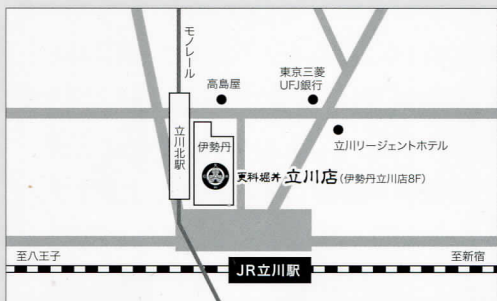 モノレール
高島屋
東京三菱
UFJ銀行
立川北駅
伊勢丹
立川リージェントホテル
更科堀井 立川店(伊勢丹立川店8F)
至八王子
至新宿
JR立川駅